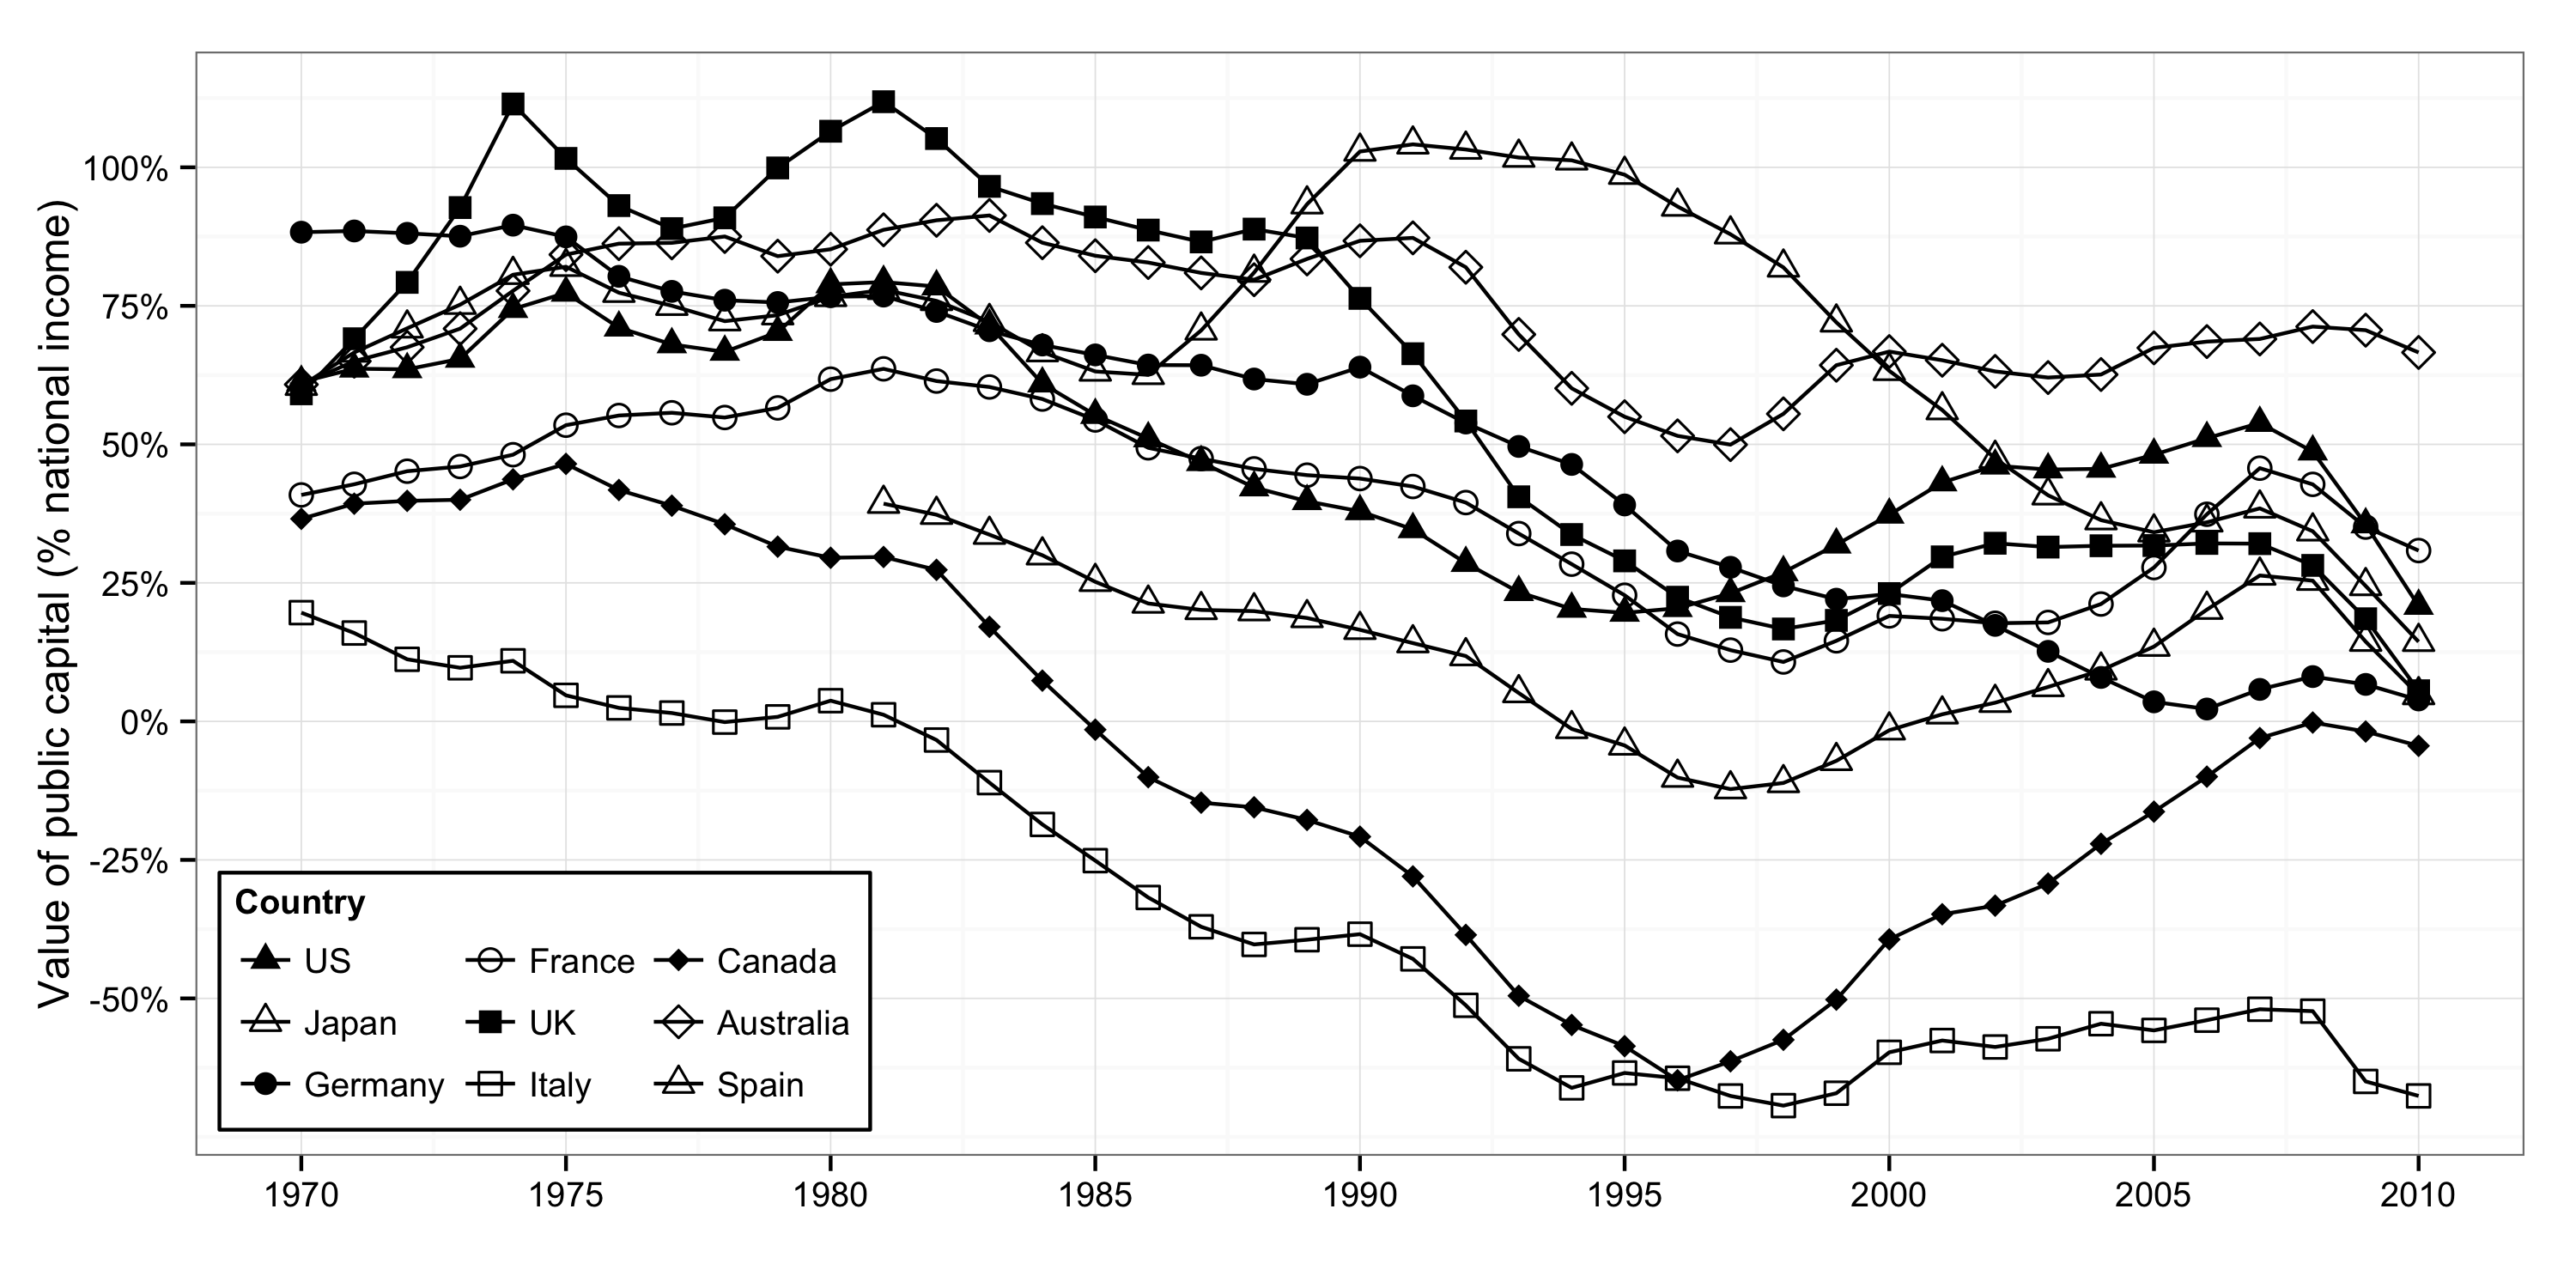 Value of public capital (% national income)
100%
75%
50%
25%
0%
-25%
-50%
Country
US France Canada
Japan UK Australia
Germany Italy Spain
1970 1975 1980 1985 1990 1995 2000 2005 2010